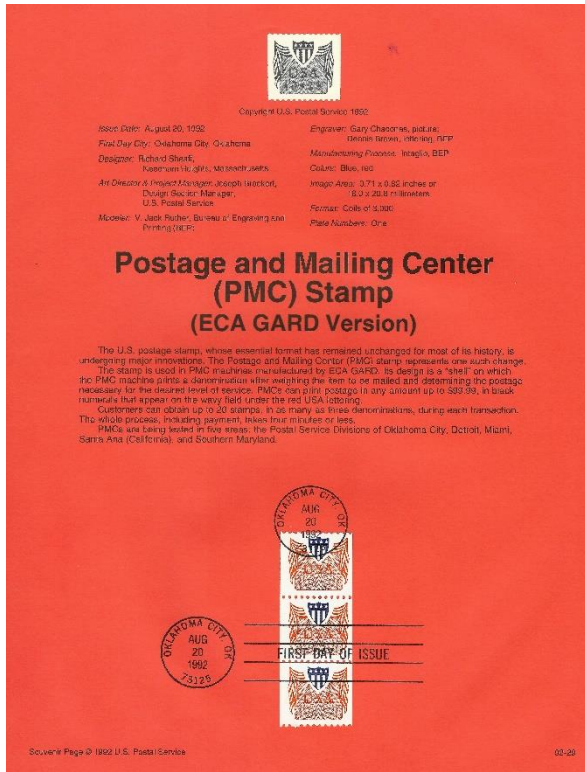 USA
Copyright U.S. Postal Service 1992
Issue Date: August 20, 1992
First Day City: Oklahoma City, Oklahoma
Designer: Richard Sheaff,
Needham Heights, Massachusetts
Art Director & Project Manager: Joseph Brockert,
Design Section Manager,
U.S. Postal Service
Modeler: V. Jack Ruther, Bureau of Engraving and
Printing (BEP)
Engraver: Gary Chaconas, picture;
Dennis Brown, lettering, BEP
Manufacturing Process: Intaglio, BEP
Colors: Blue, red
Image Area: 0.71 x 0.82 inches or
x 20.8 millimeters
Format: Coils of
Plate Numbers: One
Postage and Mailing Center
(PMC) Stamp
(ECA GARD Version)
The U.S. postage stamp, whose essential format has remained unchanged for most of its history, is
undergoing major innovations. The Postage and Mailing Center (PMC) stamp represents one such change.
The stamp is used in PMC machines manufactured by ECA GARD. Its design is a "shell" on which
the PMC machine prints a denomination after weighing the item to be mailed and determining the postage
necessary for the desired level of service. PMCs can print postage in any amount up to $99.99, in black
numerals that appear on the wavy field under the red USA lettering.
Customers can obtain up to 20 stamps, in as many as three denominations, during each transaction.
The whole process, including payment, takes four minutes or less.
PMCs are being tested in five areas: the Postal Service Divisions of Oklahoma City, Detroit, Miami,
Santa Ana (California), and Southern Maryland.
OKLAHOMA CITY, OK
AUG
20
1992
USA
OKLAHOMA CITY, OK
AUG
20
1992
73125
USA
FIRST DAY OF ISSUE
USA
Souvenir Page © 1992 U.S. Postal Service
92-28